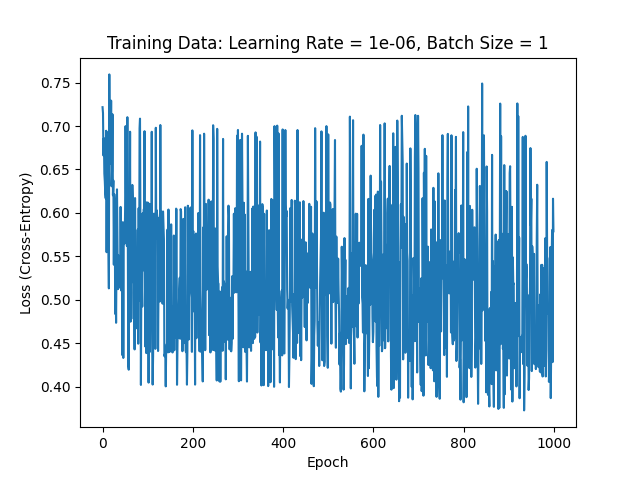 Training Data: Learning Rate = 1e-06, Batch Size = 1
Loss (Cross-Entropy)
0.75
0.70
0.65
0.60
0.55
0.50
0.45
0.40
0 200 400 600 800 1000
Epoch